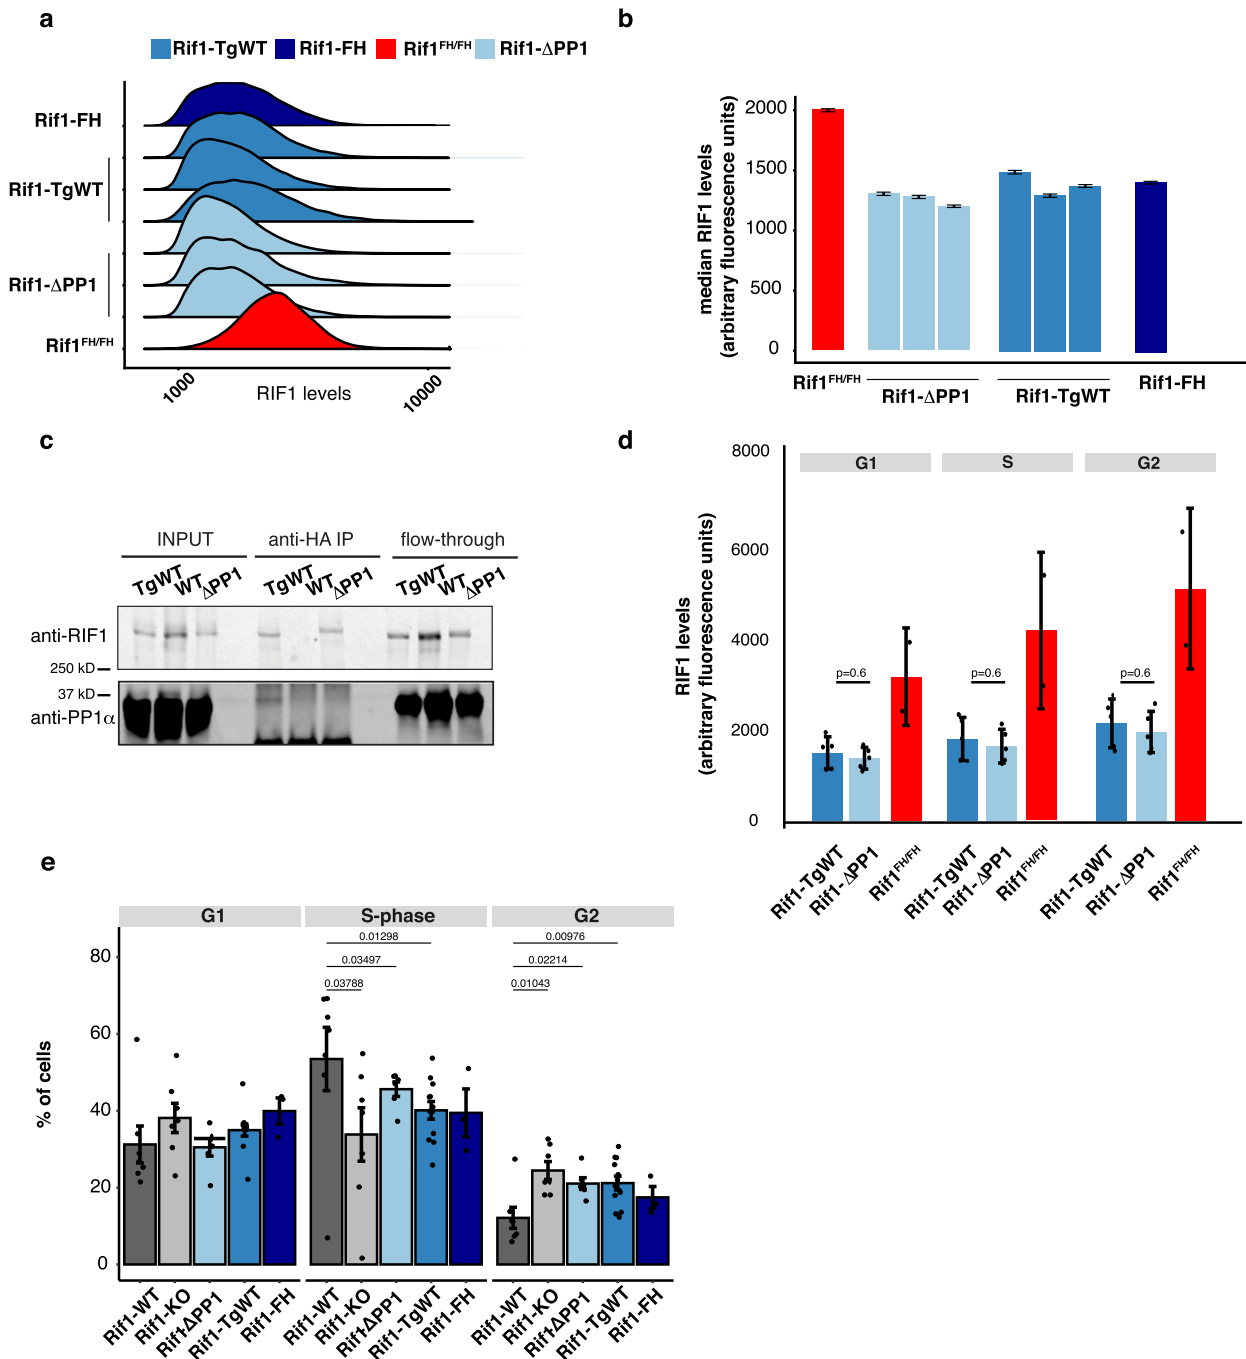 a
Rif1-TgWT Rif1-FH Rif1FH/FH Rif1-ΔPP1
Rif1-FH
Rif1-TgWT
Rif1-ΔPP1
Rif1FH/FH
1000 10000
RIF1 levels
b
median RIF1 levels
(arbitrary fluorescence units)
2000
1500
1000
500
0
Rif1FH/FH Rif1-ΔPP1 Rif1-TgWT Rif1-FH
c
INPUT anti-HA IP flow-through
TgWT WT ΔPP1 TgWT WT ΔPP1 TgWT WT ΔPP1
anti-RIF1
250 kD
37 kD
anti-PP1α
d
RIF1 levels
(arbitrary fluorescence units)
8000
6000
4000
2000
0
G1 S G2
p=0.6 p=0.6 p=0.6
Rif1-TgWT Rif1-ΔPP1 Rif1FH/FH Rif1-TgWT Rif1-ΔPP1 Rif1FH/FH Rif1-TgWT Rif1-ΔPP1 Rif1FH/FH
e
% of cells
80
60
40
20
0
G1 S-phase G2
0.01298 0.00976
0.03497 0.02214
0.03788 0.01043
Rif1-WT Rif1-KO Rif1ΔPP1 Rif1-TgWT Rif1-FH Rif1-WT Rif1-KO Rif1ΔPP1 Rif1-TgWT Rif1-FH Rif1-WT Rif1-KO Rif1ΔPP1 Rif1-TgWT Rif1-FH